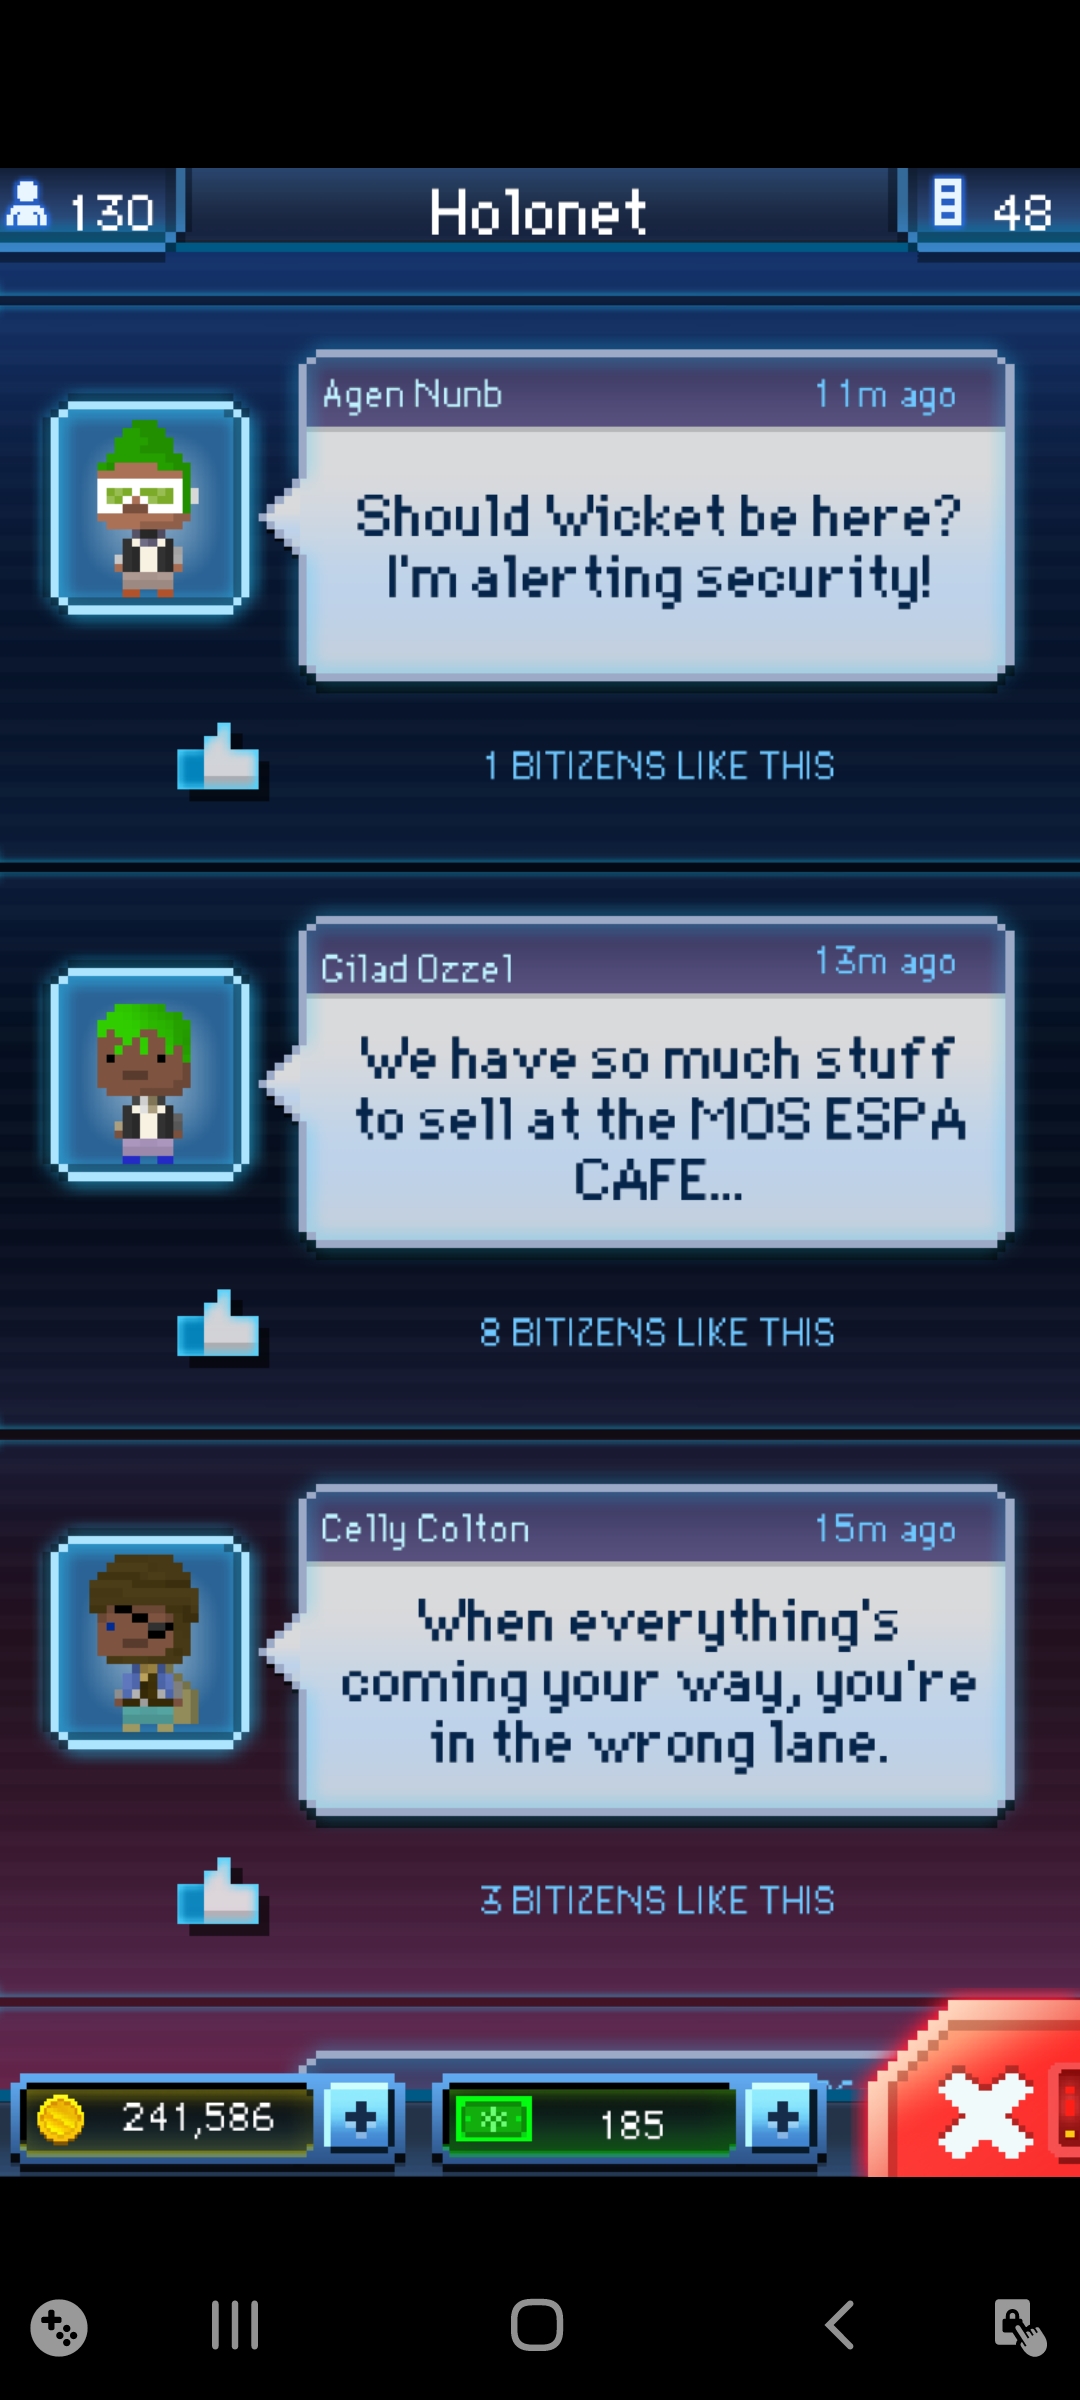 130
Holonet
48
Agen Nunb
11m ago
Should Wicket be here?
I'm alerting security!
1 BITIZENS LIKE THIS
Gilad Ozzel
13m ago
We have so much stuff
to sell at the MOS ESPA
CAFE...
8 BITIZENS LIKE THIS
Celly Colton
15m ago
When everything's
coming your way, you're
in the wrong lane.
3 BITIZENS LIKE THIS
241,586
185